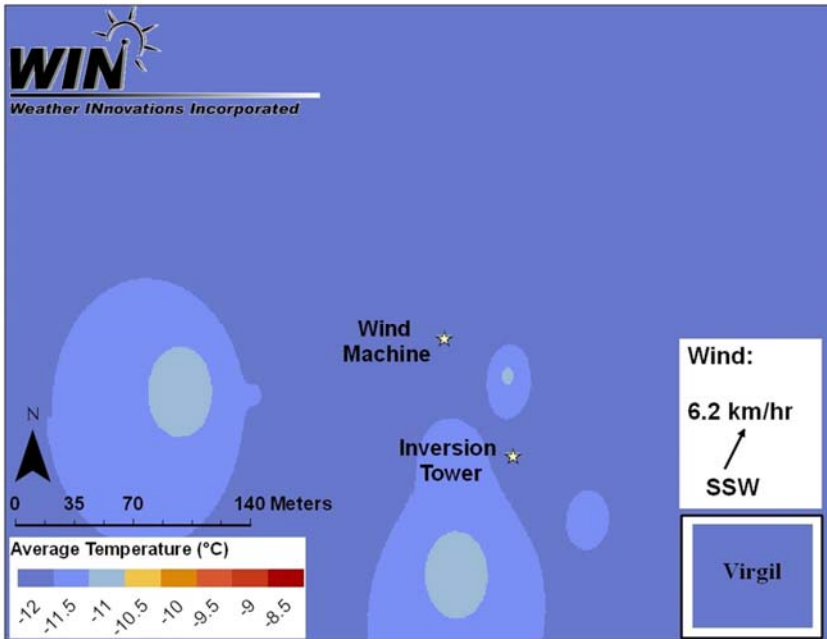 WIN
Weather INnovations Incorporated
Wind
Machine
Wind:
6.2 km/hr
SSW
N
Inversion
Tower
0 35 70 140 Meters
Average Temperature (°C)
-12 -11.5 -11 -10.5 -10 -9.5 -9 -8.5
Virgil